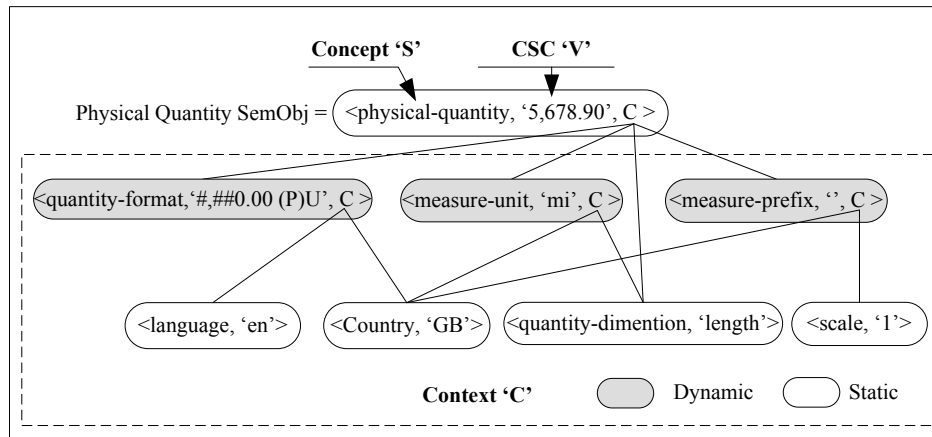 Concept ‘S’ CSC ‘V’
Physical Quantity SemObj = <physical-quantity, ‘5,678.90’, C >
<quantity-format,‘#,##0.00 (P)U’, C > <measure-unit, ‘mi’, C > <measure-prefix, ‘’, C >
<language, ‘en’> <Country, ‘GB’> <quantity-dimention, ‘length’> <scale, ‘1’>
Context ‘C’ Dynamic Static